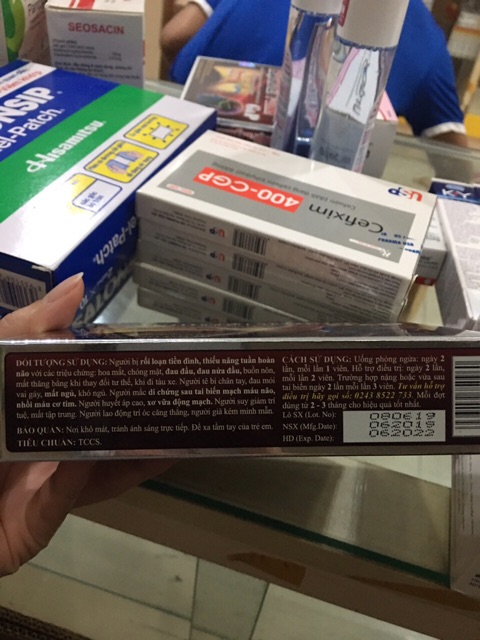 SEOSACIN
NSIP
el-Patch
Hisamitsu
USP
400-CGP
Cefixim
el-Patch
ALON
ĐỐI TƯỢNG SỬ DỤNG: Người bị rối loạn tiền đình, thiểu năng tuần hoàn
não với các triệu chứng: hoa mắt, chóng mặt, đau đầu, đau nửa đầu, buồn nôn,
mất thăng bằng khi thay đổi tư thế, khi đi tàu xe. Người tê bì chân tay, đau mỏi
vai gáy, mất ngủ, khó ngủ. Người mắc di chứng sau tai biến mạch máu não,
nhồi máu cơ tim. Người huyết áp cao, xơ vữa động mạch. Người suy giảm trí
tuệ, mất tập trung. Người lao động trí óc căng thẳng, người già kém minh mẫn.
BẢO QUẢN: Nơi khô mát, tránh ánh sáng trực tiếp. Để xa tầm tay của trẻ em.
TIÊU CHUẨN: TCCS.
CÁCH SỬ DỤNG: Uống phòng ngừa: ngày 2
lần, mỗi lần 1 viên. Hỗ trợ điều trị: ngày 2 lần,
mỗi lần 2 viên. Trường hợp nặng hoặc vừa sau
tai biến ngày 2 lần mỗi lần 3 viên. Tư vấn hỗ trợ
điều trị hãy gọi số: 0243 8522 733. Mỗi đợt
dùng từ 2 - 3 tháng cho hiệu quả tốt nhất.
Lô SX (Lot. No): 080619
NSX (Mfg.Date): 062019
HD (Exp. Date): 062022